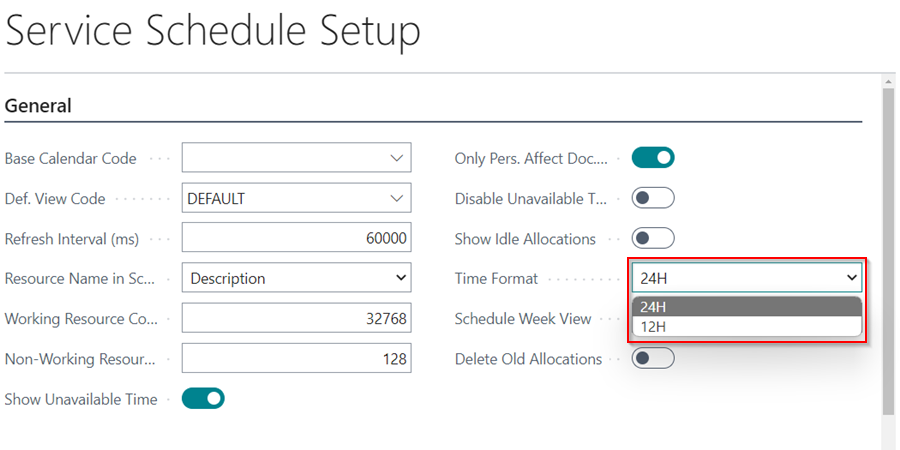 Service Schedule Setup
General
Base Calendar Code
Def. View Code DEFAULT
Refresh Interval (ms) 60000
Resource Name in Sc... Description
Working Resource Co... 32768
Non-Working Resour... 128
Show Unavailable Time
Only Pers. Affect Doc....
Disable Unavailable T...
Show Idle Allocations
Time Format 24H
24H
12H
Schedule Week View
Delete Old Allocations